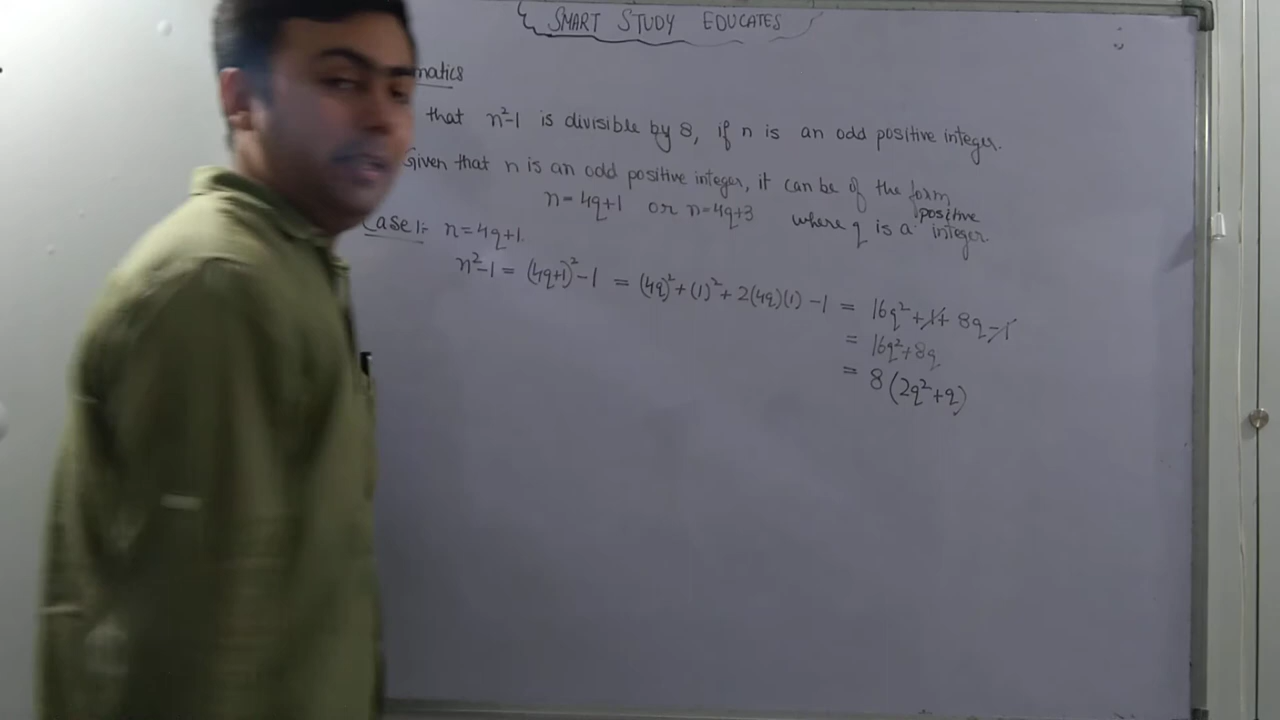 SMART STUDY EDUCATES
matics
that n²-1 is divisible by 8, if n is an odd positive integer.
Given that n is an odd positive integer, it can be of the form
n=4q+1 or n=4q+3 where q is a positive integer.
Case 1:- n=4q+1.
n²-1 = (4q+1)²-1 = (4q)²+(1)²+2(4q)(1)-1 = 16q²+1+8q-1
= 16q²+8q
= 8(2q²+q)